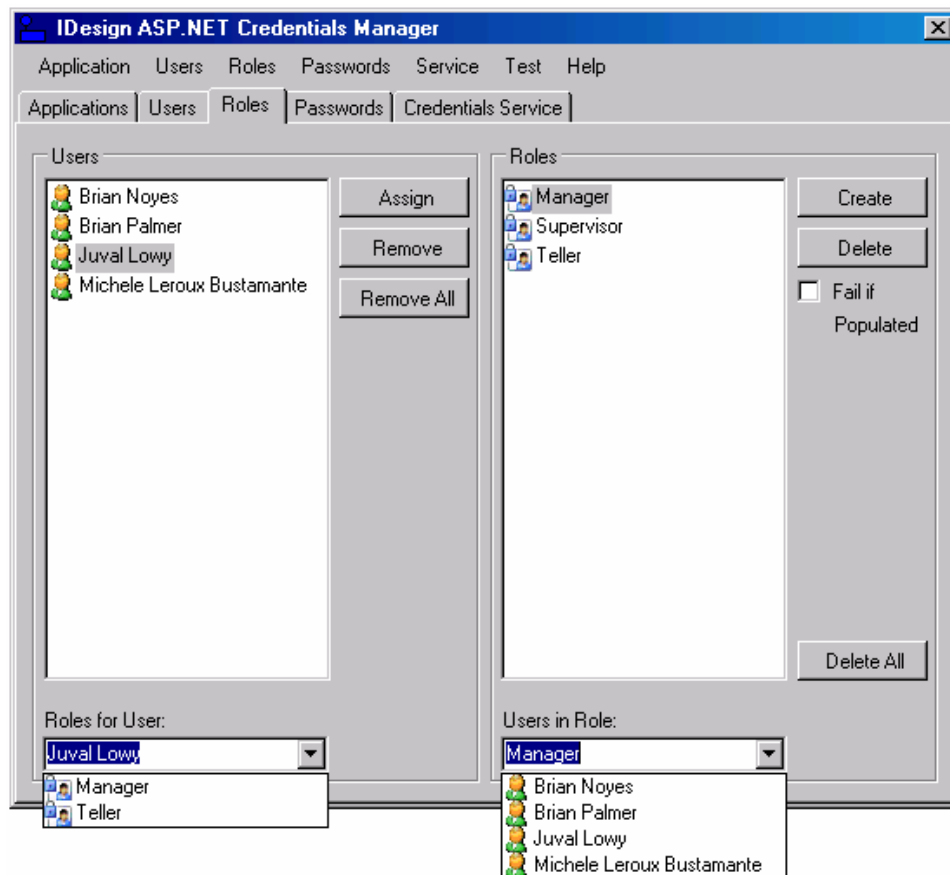 IDesign ASP.NET Credentials Manager
Application Users Roles Passwords Service Test Help
Applications Users Roles Passwords Credentials Service
Users
Brian Noyes
Brian Palmer
Juval Lowy
Michele Leroux Bustamante
Assign
Remove
Remove All
Roles for User:
Juval Lowy
Manager
Teller
Roles
Manager
Supervisor
Teller
Create
Delete
Fail if
Populated
Delete All
Users in Role:
Manager
Brian Noyes
Brian Palmer
Juval Lowy
Michele Leroux Bustamante